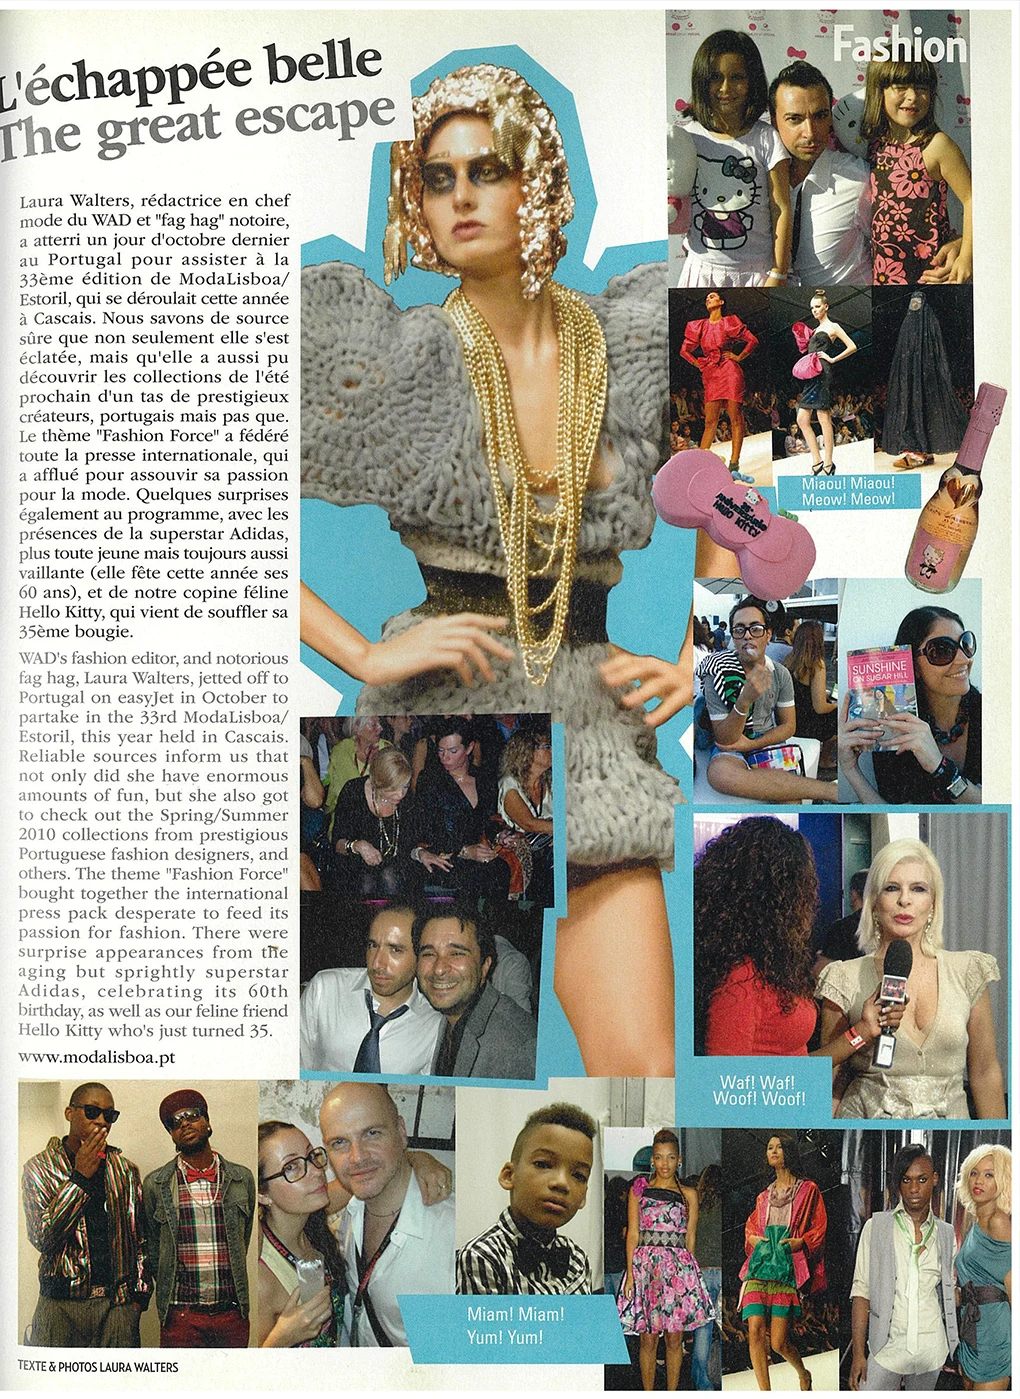 Fashion
L'échappée belle
The great escape
Laura Walters, rédactrice en chef
mode du WAD et "fag hag" notoire,
a atterri un jour d'octobre dernier
au Portugal pour assister à la
33ème édition de ModaLisboa/
Estoril, qui se déroulait cette année
à Cascais. Nous savons de source
sûre que non seulement elle s'est
éclatée, mais qu'elle a aussi pu
découvrir les collections de l'été
prochain d'un tas de prestigieux
créateurs, portugais mais pas que.
Le thème "Fashion Force" a fédéré
toute la presse internationale, qui
a afflué pour assouvir sa passion
pour la mode. Quelques surprises
également au programme, avec les
présences de la superstar Adidas,
plus toute jeune mais toujours aussi
vaillante (elle fête cette année ses
60 ans), et de notre copine féline
Hello Kitty, qui vient de souffler sa
35ème bougie.
WAD's fashion editor, and notorious
fag hag, Laura Walters, jetted off to
Portugal on easyJet in October to
partake in the 33rd ModaLisboa/
Estoril, this year held in Cascais.
Reliable sources inform us that
not only did she have enormous
amounts of fun, but she also got
to check out the Spring/Summer
2010 collections from prestigious
Portuguese fashion designers, and
others. The theme "Fashion Force"
bought together the international
press pack desperate to feed its
passion for fashion. There were
surprise appearances from the
aging but sprightly superstar
Adidas, celebrating its 60th
birthday, as well as our feline friend
Hello Kitty who's just turned 35.
www.modalisboa.pt
Miaou! Miaou!
Meow! Meow!
Hello Kitty
SUNSHINE
ON SUGAR HILL
Waf! Waf!
Woof! Woof!
Miam! Miam!
Yum! Yum!
TEXTE & PHOTOS LAURA WALTERS